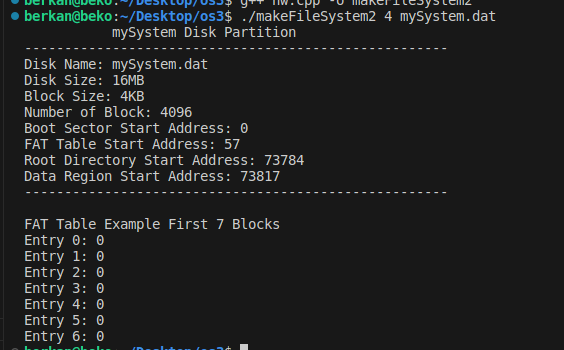 berkan@beko:~/Desktop/os3$ g++ hw.cpp -o makeFileSystem2
berkan@beko:~/Desktop/os3$ ./makeFileSystem2 4 mySystem.dat
mySystem Disk Partition
----------------------------------------------------
Disk Name: mySystem.dat
Disk Size: 16MB
Block Size: 4KB
Number of Block: 4096
Boot Sector Start Address: 0
FAT Table Start Address: 57
Root Directory Start Address: 73784
Data Region Start Address: 73817
----------------------------------------------------
FAT Table Example First 7 Blocks
Entry 0: 0
Entry 1: 0
Entry 2: 0
Entry 3: 0
Entry 4: 0
Entry 5: 0
Entry 6: 0
berkan@beko:~/Desktop/os3$